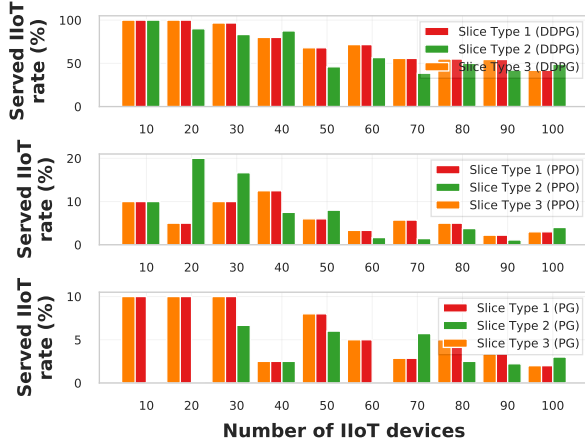 Served IIoT
rate (%)
100
50
0
Slice Type 1 (DDPG)
Slice Type 2 (DDPG)
Slice Type 3 (DDPG)
10 20 30 40 50 60 70 80 90 100
Served IIoT
rate (%)
20
10
0
Slice Type 1 (PPO)
Slice Type 2 (PPO)
Slice Type 3 (PPO)
10 20 30 40 50 60 70 80 90 100
Served IIoT
rate (%)
10
5
0
Slice Type 1 (PG)
Slice Type 2 (PG)
Slice Type 3 (PG)
10 20 30 40 50 60 70 80 90 100
Number of IIoT devices